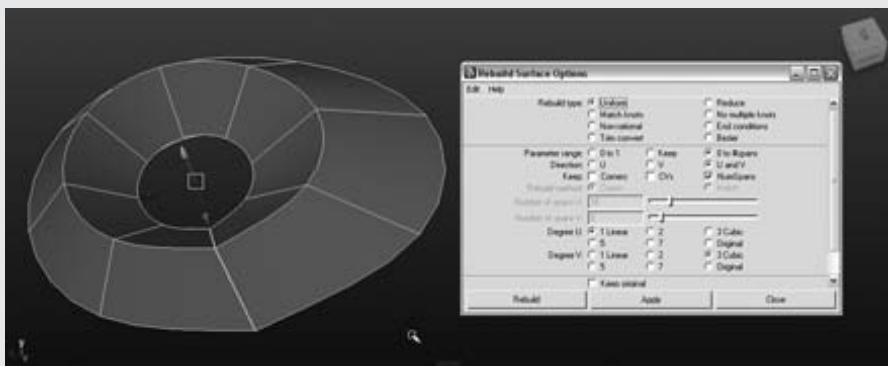 Rebuild Surface Options
Edit Help
Rebuild type: Uniform Reduce
Match knots No multiple knots
Non-rational End conditions
Trim convert Bezier
Parameter range: 0 to 1 Keep 0 to #spans
Direction: U V U and V
Keep: Corners CVs NumSpans
Rebuild method:
Number of spans U:
Number of spans V:
Degree U: 1 Linear 2 3 Cubic
5 7 Original
Degree V: 1 Linear 2 3 Cubic
5 7 Original
Keep original
Rebuild Apply Close